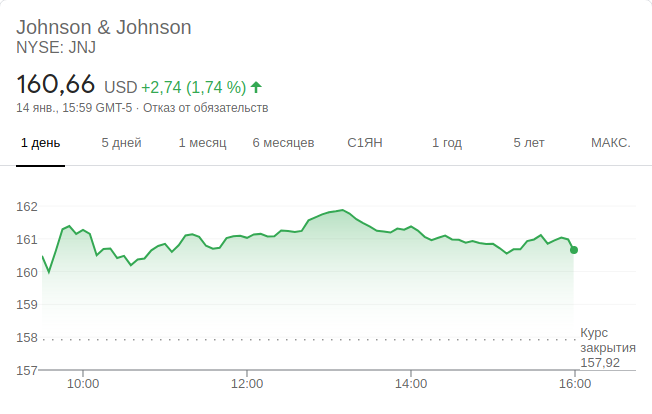 Johnson & Johnson
NYSE: JNJ
160,66 USD +2,74 (1,74 %)
14 янв., 15:59 GMT-5 · Отказ от обязательств
1 день 5 дней 1 месяц 6 месяцев С1ЯН 1 год 5 лет МАКС.
162
161
160
159
158
157
Курс
закрытия
157,92
10:00 12:00 14:00 16:00